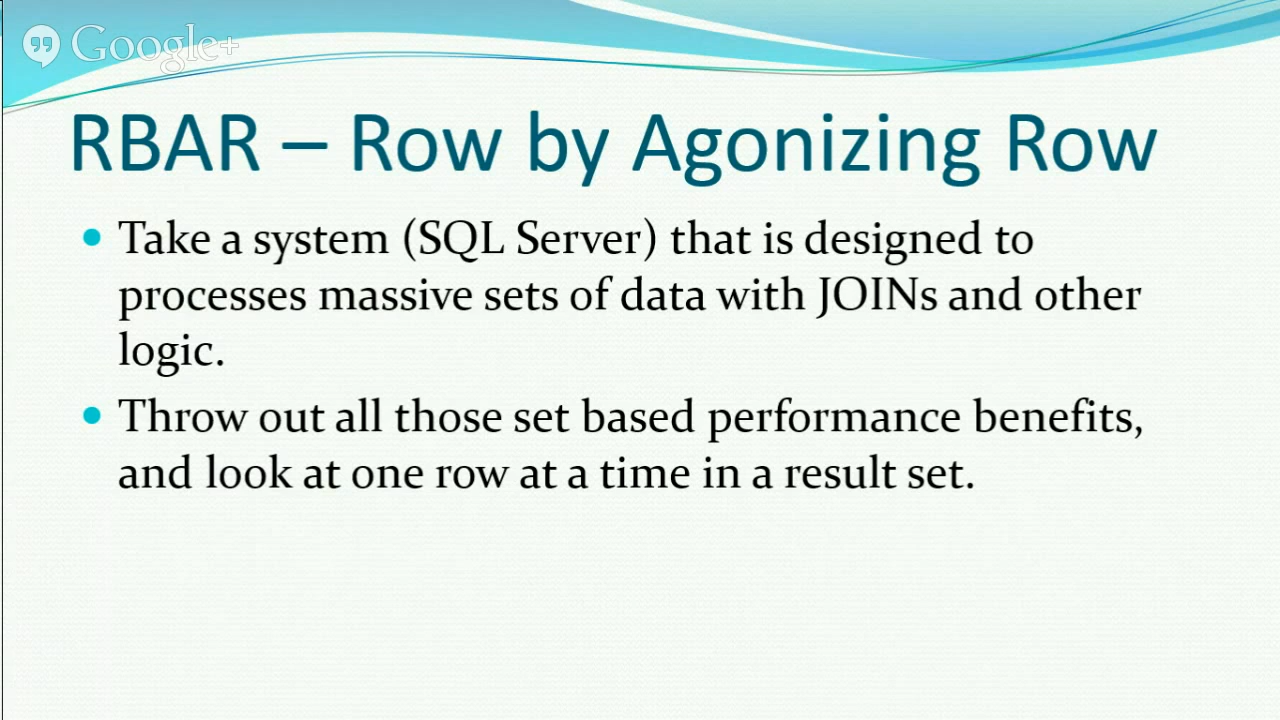 Google+
RBAR – Row by Agonizing Row
Take a system (SQL Server) that is designed to
processes massive sets of data with JOINs and other
logic.
Throw out all those set based performance benefits,
and look at one row at a time in a result set.